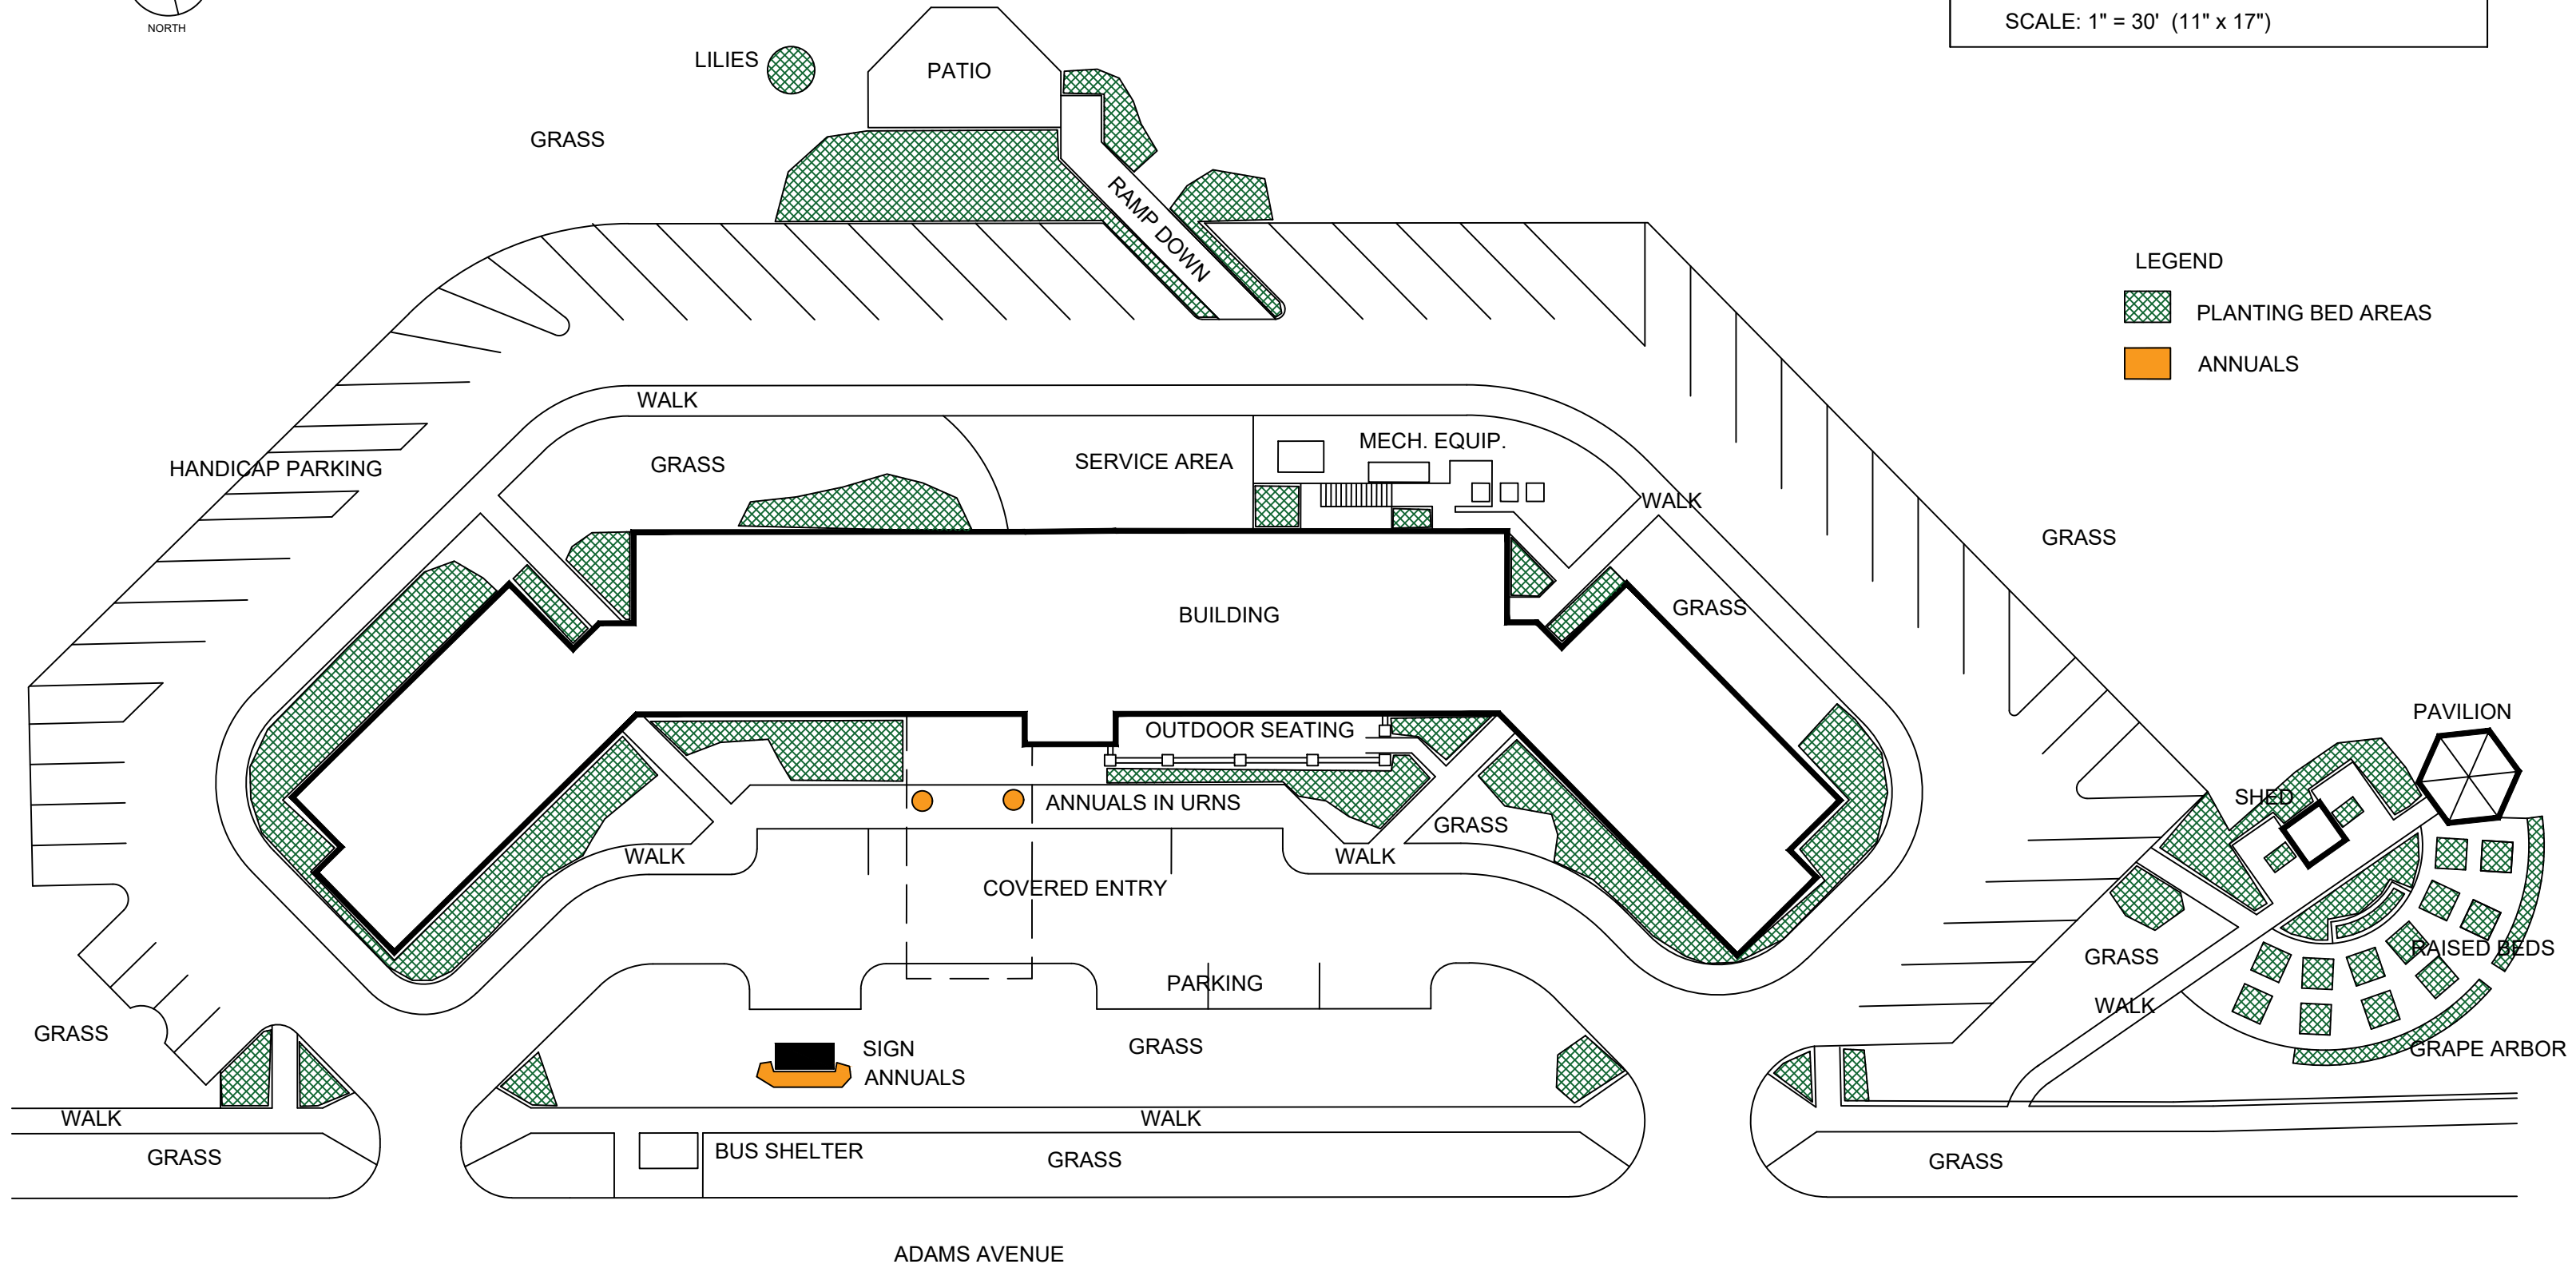 NORTH
SCALE: 1" = 30'  (11" x 17")
LILIES
PATIO
GRASS
RAMP DOWN
LEGEND
PLANTING BED AREAS
ANNUALS
WALK
HANDICAP PARKING
GRASS
SERVICE AREA
MECH. EQUIP.
WALK
GRASS
BUILDING
GRASS
OUTDOOR SEATING
PAVILION
SHED
ANNUALS IN URNS
GRASS
WALK
WALK
COVERED ENTRY
RAISED BEDS
GRASS
PARKING
WALK
GRASS
SIGN
GRASS
GRAPE ARBOR
ANNUALS
WALK
WALK
GRASS
BUS SHELTER
GRASS
GRASS
ADAMS AVENUE